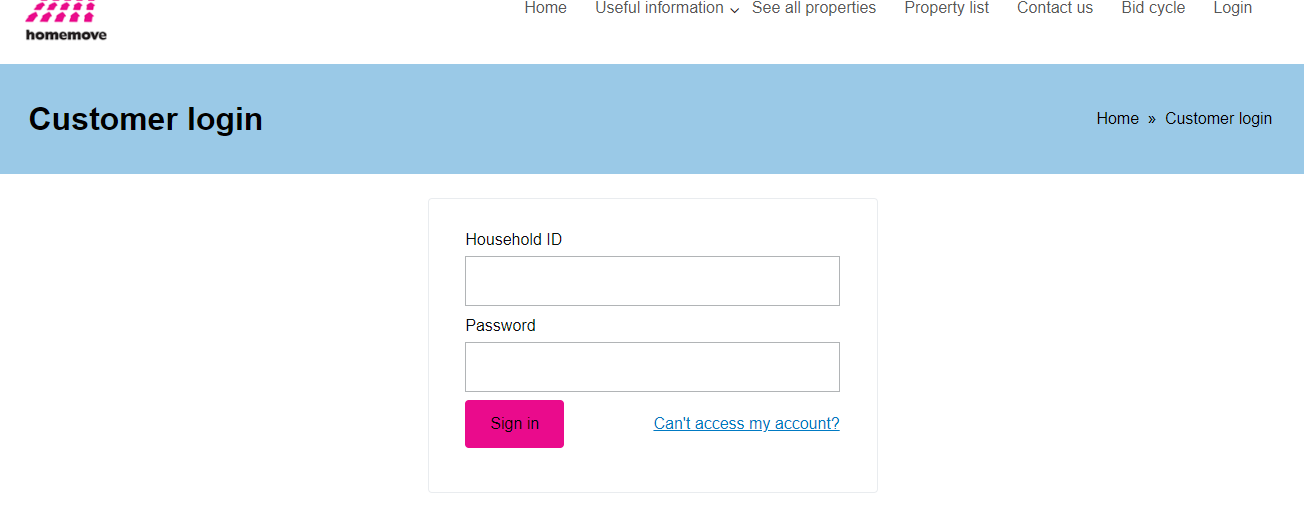 Home Useful information See all properties Property list Contact us Bid cycle Login
homemove
Customer login
Home » Customer login
Household ID
Password
Sign in
Can't access my account?